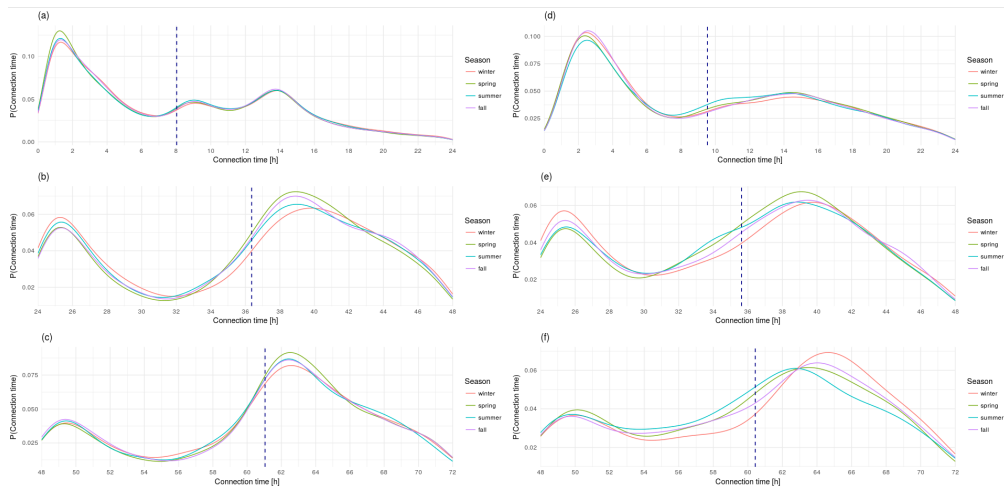 (a)
P(Connection time)
0.10
0.05
0.00
0 2 4 6 8 10 12 14 16 18 20 22 24
Connection time [h]
Season
winter
spring
summer
fall
(d)
P(Connection time)
0.100
0.075
0.050
0.025
0 2 4 6 8 10 12 14 16 18 20 22 24
Connection time [h]
Season
winter
spring
summer
fall
(b)
P(Connection time)
0.06
0.04
0.02
24 26 28 30 32 34 36 38 40 42 44 46 48
Connection time [h]
Season
winter
spring
summer
fall
(e)
P(Connection time)
0.06
0.04
0.02
24 26 28 30 32 34 36 38 40 42 44 46 48
Connection time [h]
Season
winter
spring
summer
fall
(c)
P(Connection time)
0.075
0.050
0.025
48 50 52 54 56 58 60 62 64 66 68 70 72
Connection time [h]
Season
winter
spring
summer
fall
(f)
P(Connection time)
0.06
0.04
0.02
48 50 52 54 56 58 60 62 64 66 68 70 72
Connection time [h]
Season
winter
spring
summer
fall